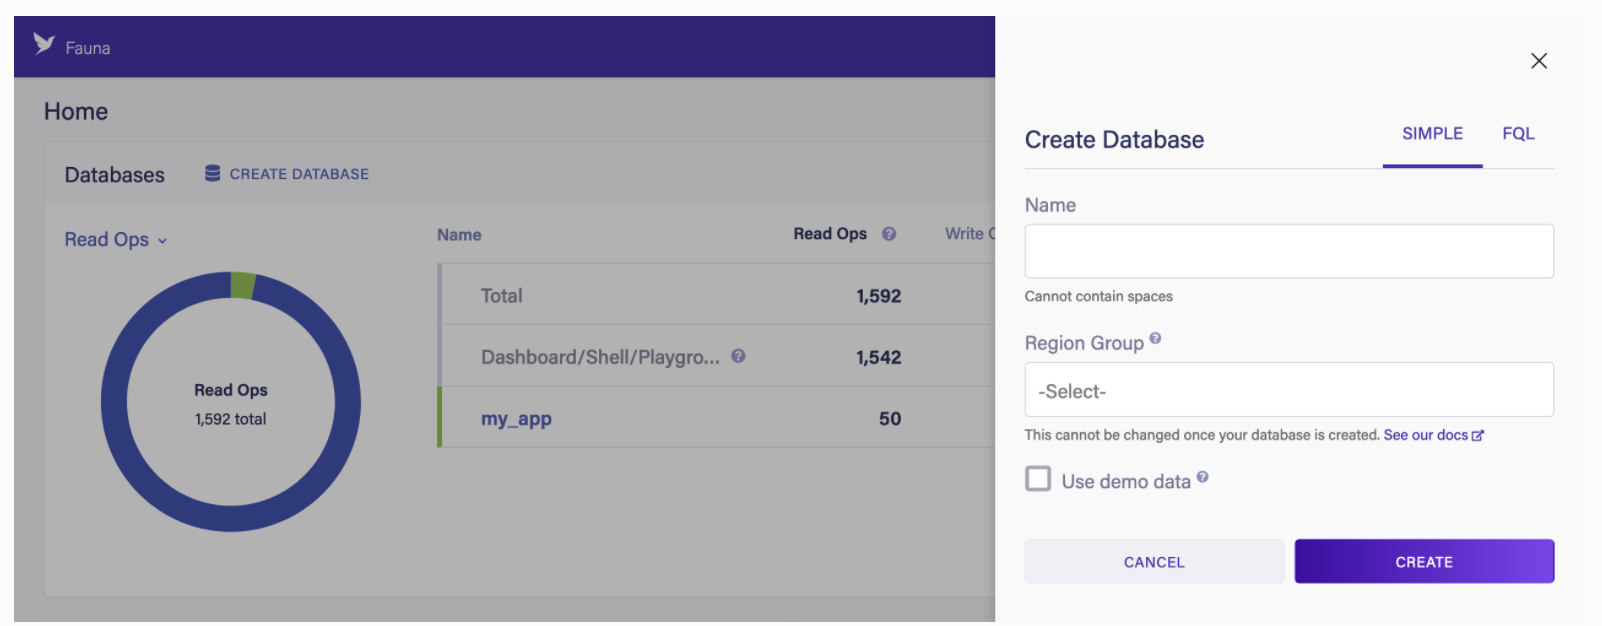 Fauna
Home
Databases
CREATE DATABASE
Read Ops
Read Ops
1,592 total
Name Read Ops Write
Total 1,592
Dashboard/Shell/Playgro... 1,542
my_app 50
Create Database
SIMPLE FQL
Name
Cannot contain spaces
Region Group
-Select-
This cannot be changed once your database is created. See our docs
Use demo data
CANCEL
CREATE